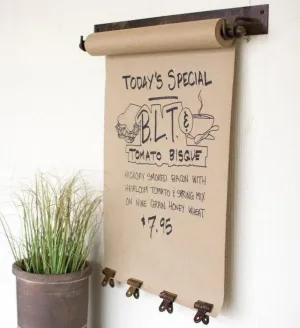 TODAY'S SPECIAL
B.L.T. &
TOMATO BISQUE
HICKORY SMOKED BACON WITH
HEIRLOOM TOMATO & SPRING MIX
ON NINE GRAIN HONEY WHEAT
$7.95